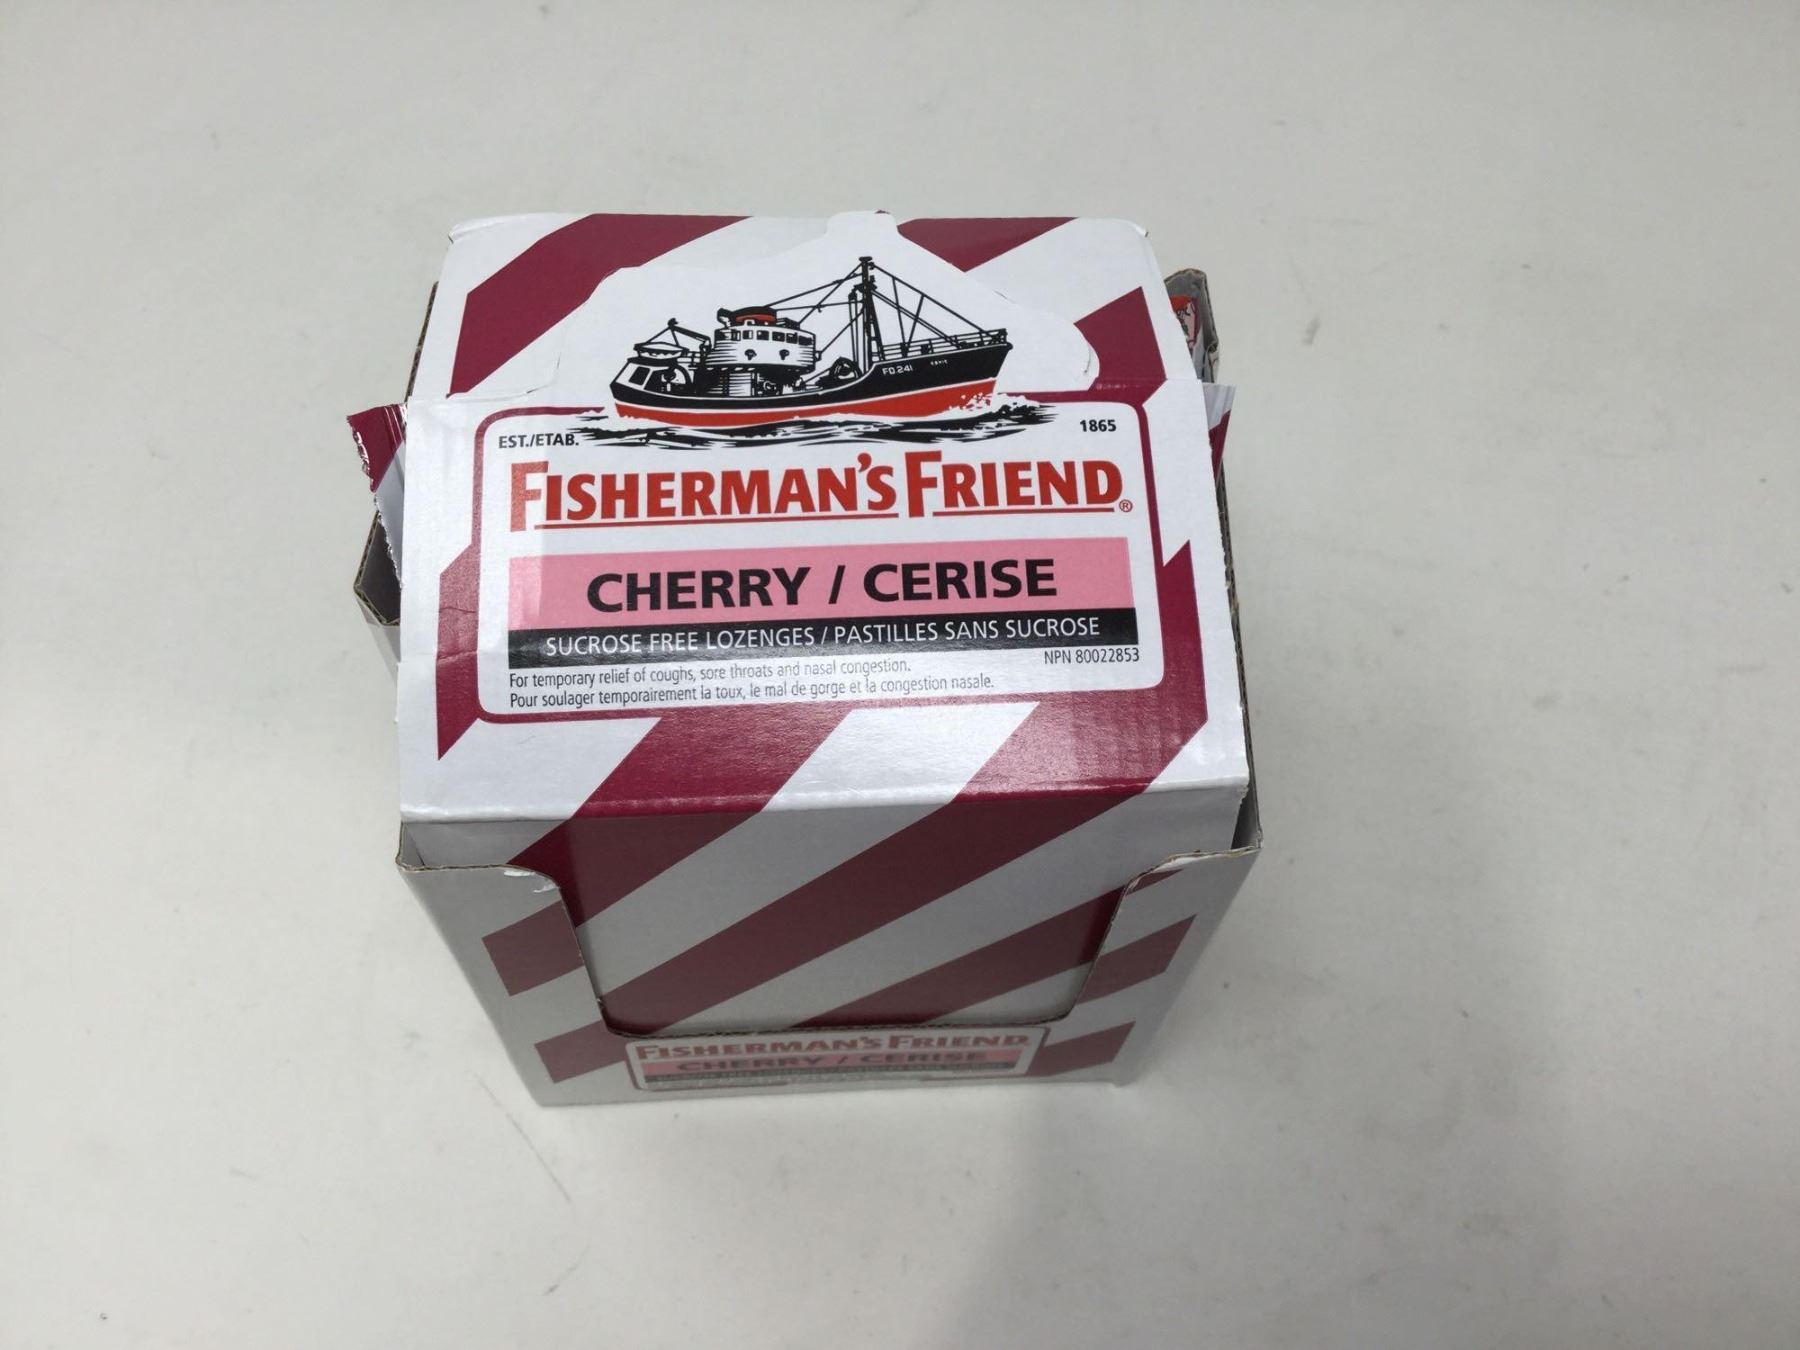 FD 241
EST./ETAB.
1865
FISHERMAN'S FRIEND®
CHERRY / CERISE
SUCROSE FREE LOZENGES / PASTILLES SANS SUCROSE
NPN 80022853
For temporary relief of coughs, sore throats and nasal congestion.
Pour soulager temporairement la toux, le mal de gorge et la congestion nasale.
FISHERMAN'S FRIEND
CHERRY / CERISE